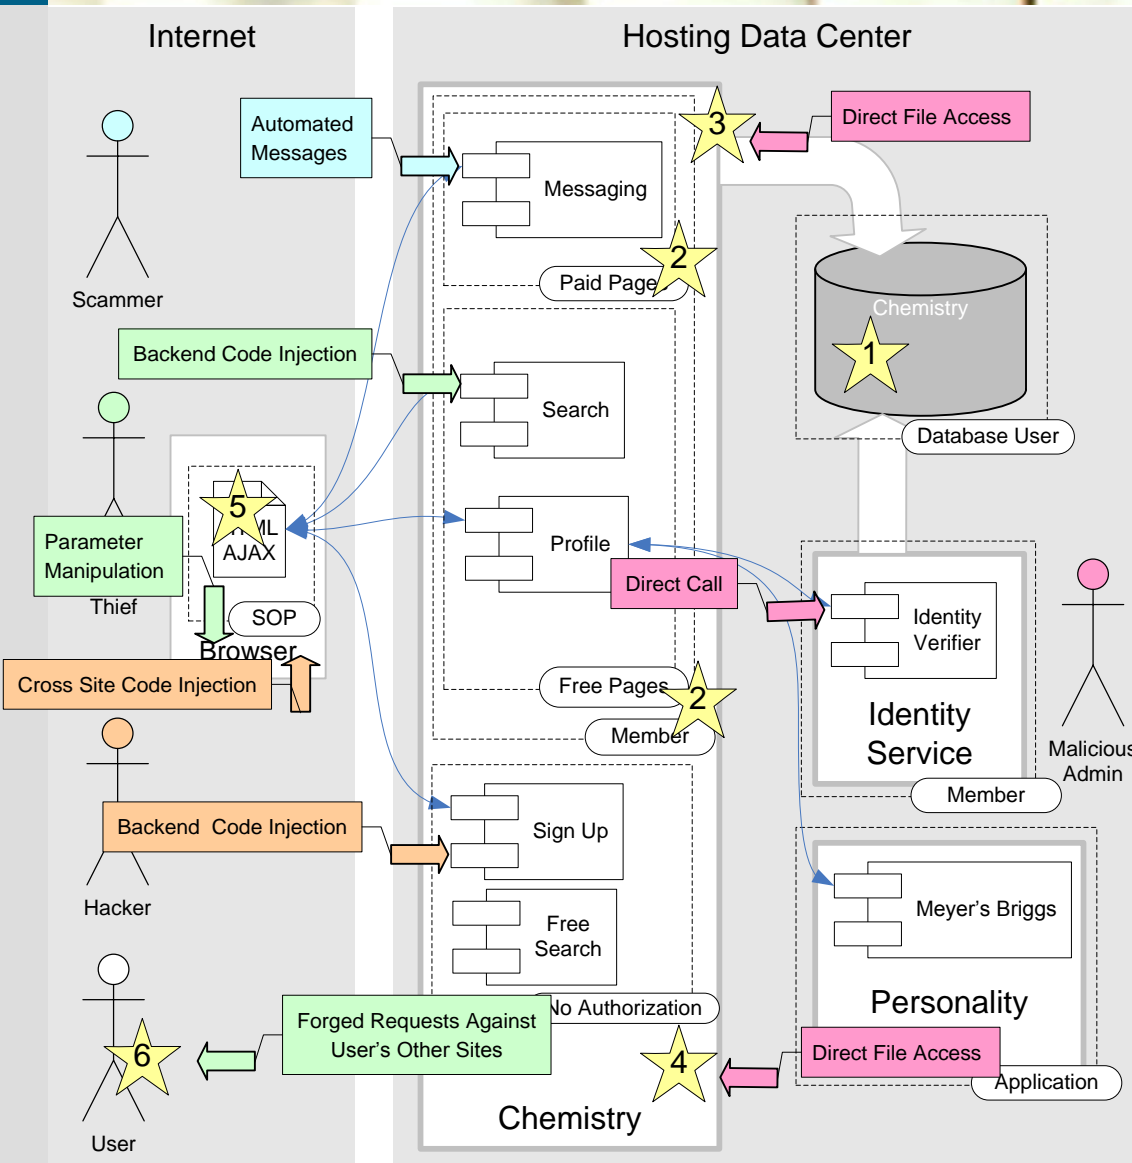 Internet
Hosting Data Center
Automated
Messages
3
Direct File Access
Messaging
2
Paid Pages
Scammer
Chemistry
1
Backend Code Injection
Search
Database User
5
HTML
AJAX
Profile
Parameter
Manipulation
Thief
SOP
Browser
Direct Call
Identity
Verifier
Cross Site Code Injection
Free Pages
2
Member
Identity
Service
Malicious
Admin
Member
Backend Code Injection
Sign Up
Hacker
Meyer's Briggs
Free
Search
No Authorization
Personality
Forged Requests Against
User's Other Sites
6
4
Direct File Access
Application
Chemistry
User